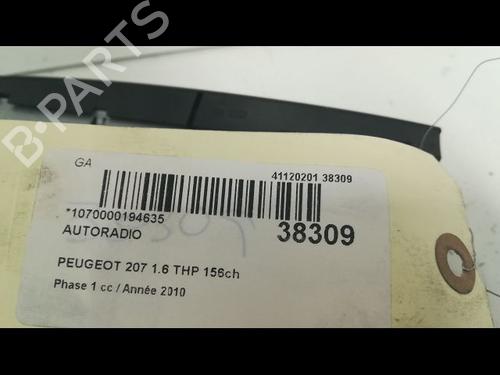 B-PARTS
GA
41120201 38309
*1070000194635
38309
AUTORADIO
PEUGEOT 207 1.6 THP 156ch
Phase 1 cc / Année 2010